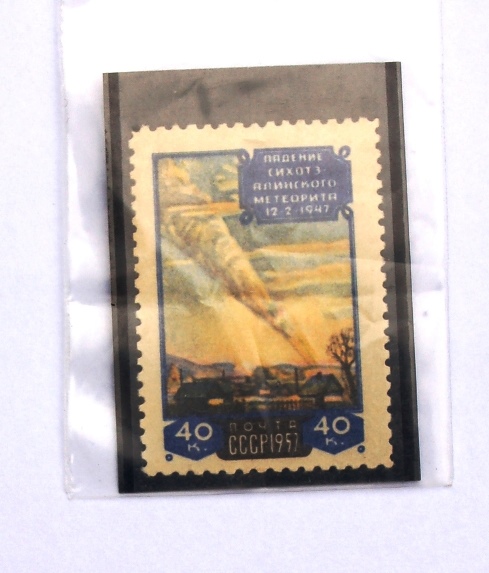 ПАДЕНИЕ
СИХОТЭ-
АЛИНСКОГО
МЕТЕОРИТА
12·2·1947
40 К. ПОЧТА 40 К.
СССР 1957